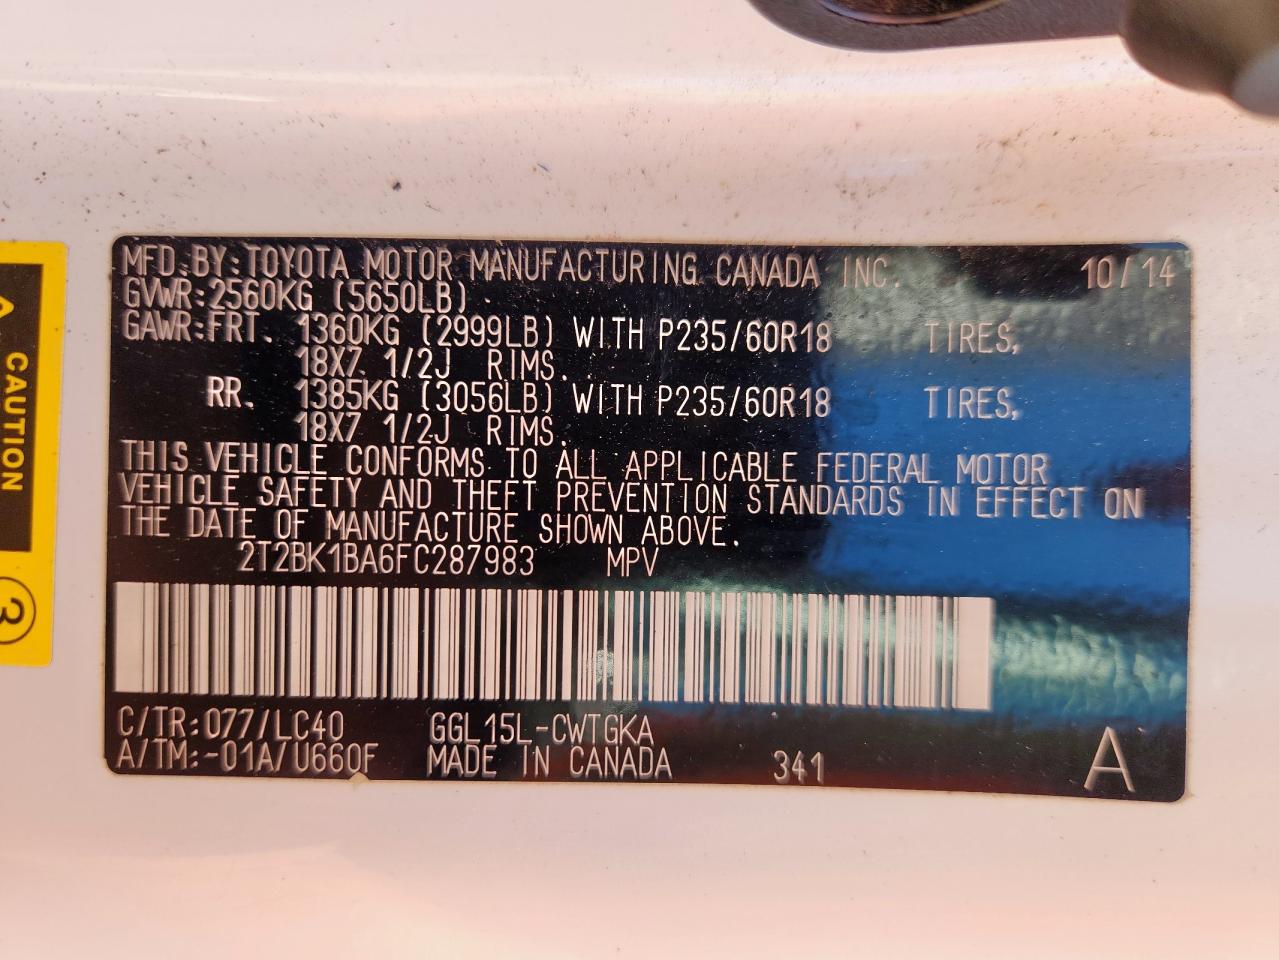 MFD.BY:TOYOTA MOTOR MANUFACTURING CANADA INC. 10/14
GVWR:2560KG (5650LB)
GAWR:FRT. 1360KG (2999LB) WITH P235/60R18 TIRES,
18X7 1/2J RIMS.
RR. 1385KG (3056LB) WITH P235/60R18 TIRES,
18X7 1/2J RIMS.
THIS VEHICLE CONFORMS TO ALL APPLICABLE FEDERAL MOTOR
VEHICLE SAFETY AND THEFT PREVENTION STANDARDS IN EFFECT ON
THE DATE OF MANUFACTURE SHOWN ABOVE.
2T2BK1BA6FC287983 MPV
C/TR:077/LC40 GGL15L-CWTGKA
A/TM:-01A/U660F MADE IN CANADA 341 A
CAUTION
3